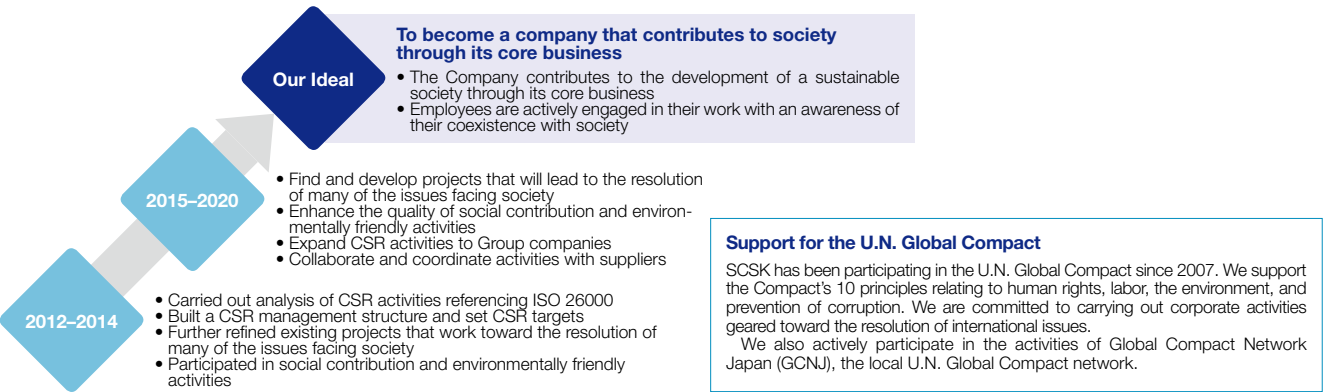 Our Ideal
To become a company that contributes to society
through its core business
• The Company contributes to the development of a sustainable
society through its core business
• Employees are actively engaged in their work with an awareness of
their coexistence with society
2015–2020
• Find and develop projects that will lead to the resolution
of many of the issues facing society
• Enhance the quality of social contribution and environ-
mentally friendly activities
• Expand CSR activities to Group companies
• Collaborate and coordinate activities with suppliers
2012–2014
• Carried out analysis of CSR activities referencing ISO 26000
• Built a CSR management structure and set CSR targets
• Further refined existing projects that work toward the resolution of
many of the issues facing society
• Participated in social contribution and environmentally friendly
activities
Support for the U.N. Global Compact
SCSK has been participating in the U.N. Global Compact since 2007. We support
the Compact's 10 principles relating to human rights, labor, the environment, and
prevention of corruption. We are committed to carrying out corporate activities
geared toward the resolution of international issues.
We also actively participate in the activities of Global Compact Network
Japan (GCNJ), the local U.N. Global Compact network.